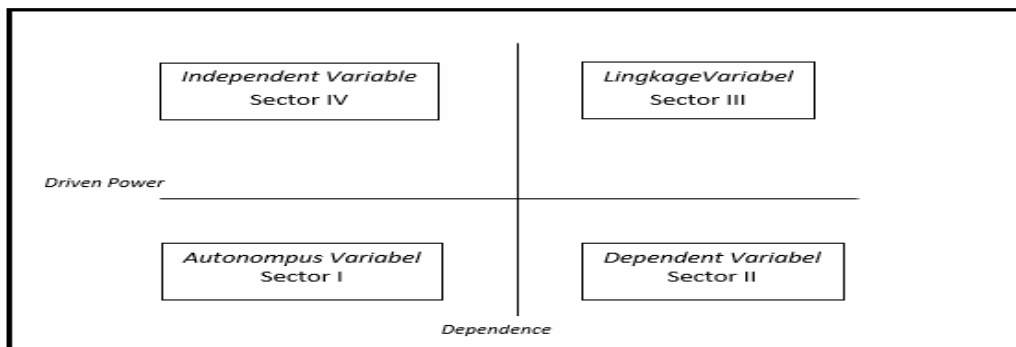 Independent Variable
Sector IV
LingkageVariabel
Sector III
Driven Power
Autonompus Variabel
Sector I
Dependent Variabel
Sector II
Dependence